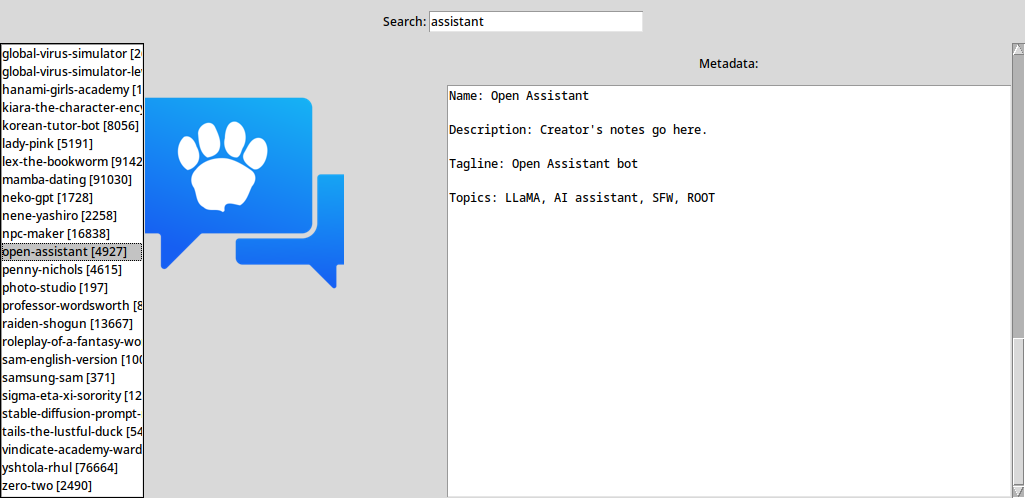 Search: assistant
global-virus-simulator [2
global-virus-simulator-le
hanami-girls-academy [1
kiara-the-character-ency
korean-tutor-bot [8056]
lady-pink [5191]
lex-the-bookworm [9142
mamba-dating [91030]
neko-gpt [1728]
nene-yashiro [2258]
npc-maker [16838]
open-assistant [4927]
penny-nichols [4615]
photo-studio [197]
professor-wordsworth [8
raiden-shogun [13667]
roleplay-of-a-fantasy-wo
sam-english-version [100
samsung-sam [371]
sigma-eta-xi-sorority [12
stable-diffusion-prompt-
tails-the-lustful-duck [54
vindicate-academy-ward
yshtola-rhul [76664]
zero-two [2490]
Metadata:
Name: Open Assistant
Description: Creator's notes go here.
Tagline: Open Assistant bot
Topics: LLaMA, AI assistant, SFW, ROOT